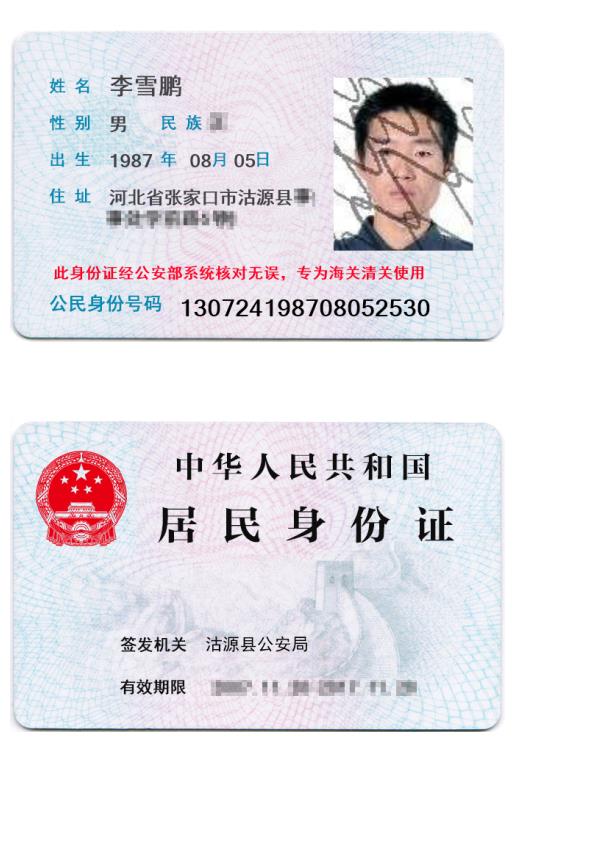 姓名 李雪鹏
性别 男 民族
出生 1987 年 08月 05日
住址 河北省张家口市沽源县
此身份证经公安部系统核对无误，专为海关清关使用
公民身份号码 130724198708052530
中华人民共和国
居民身份证
签发机关 沽源县公安局
有效期限